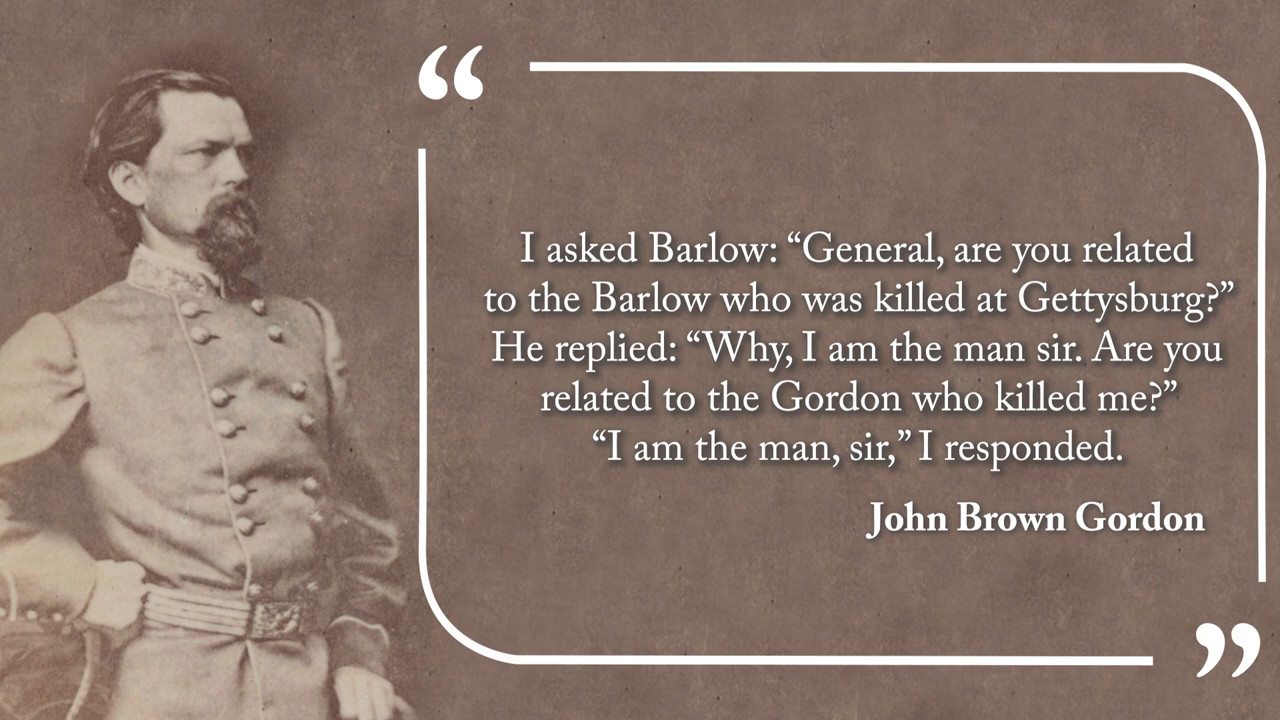 I asked Barlow: “General, are you related
to the Barlow who was killed at Gettysburg?”
He replied: “Why, I am the man sir. Are you
related to the Gordon who killed me?”
“I am the man, sir,” I responded.
John Brown Gordon